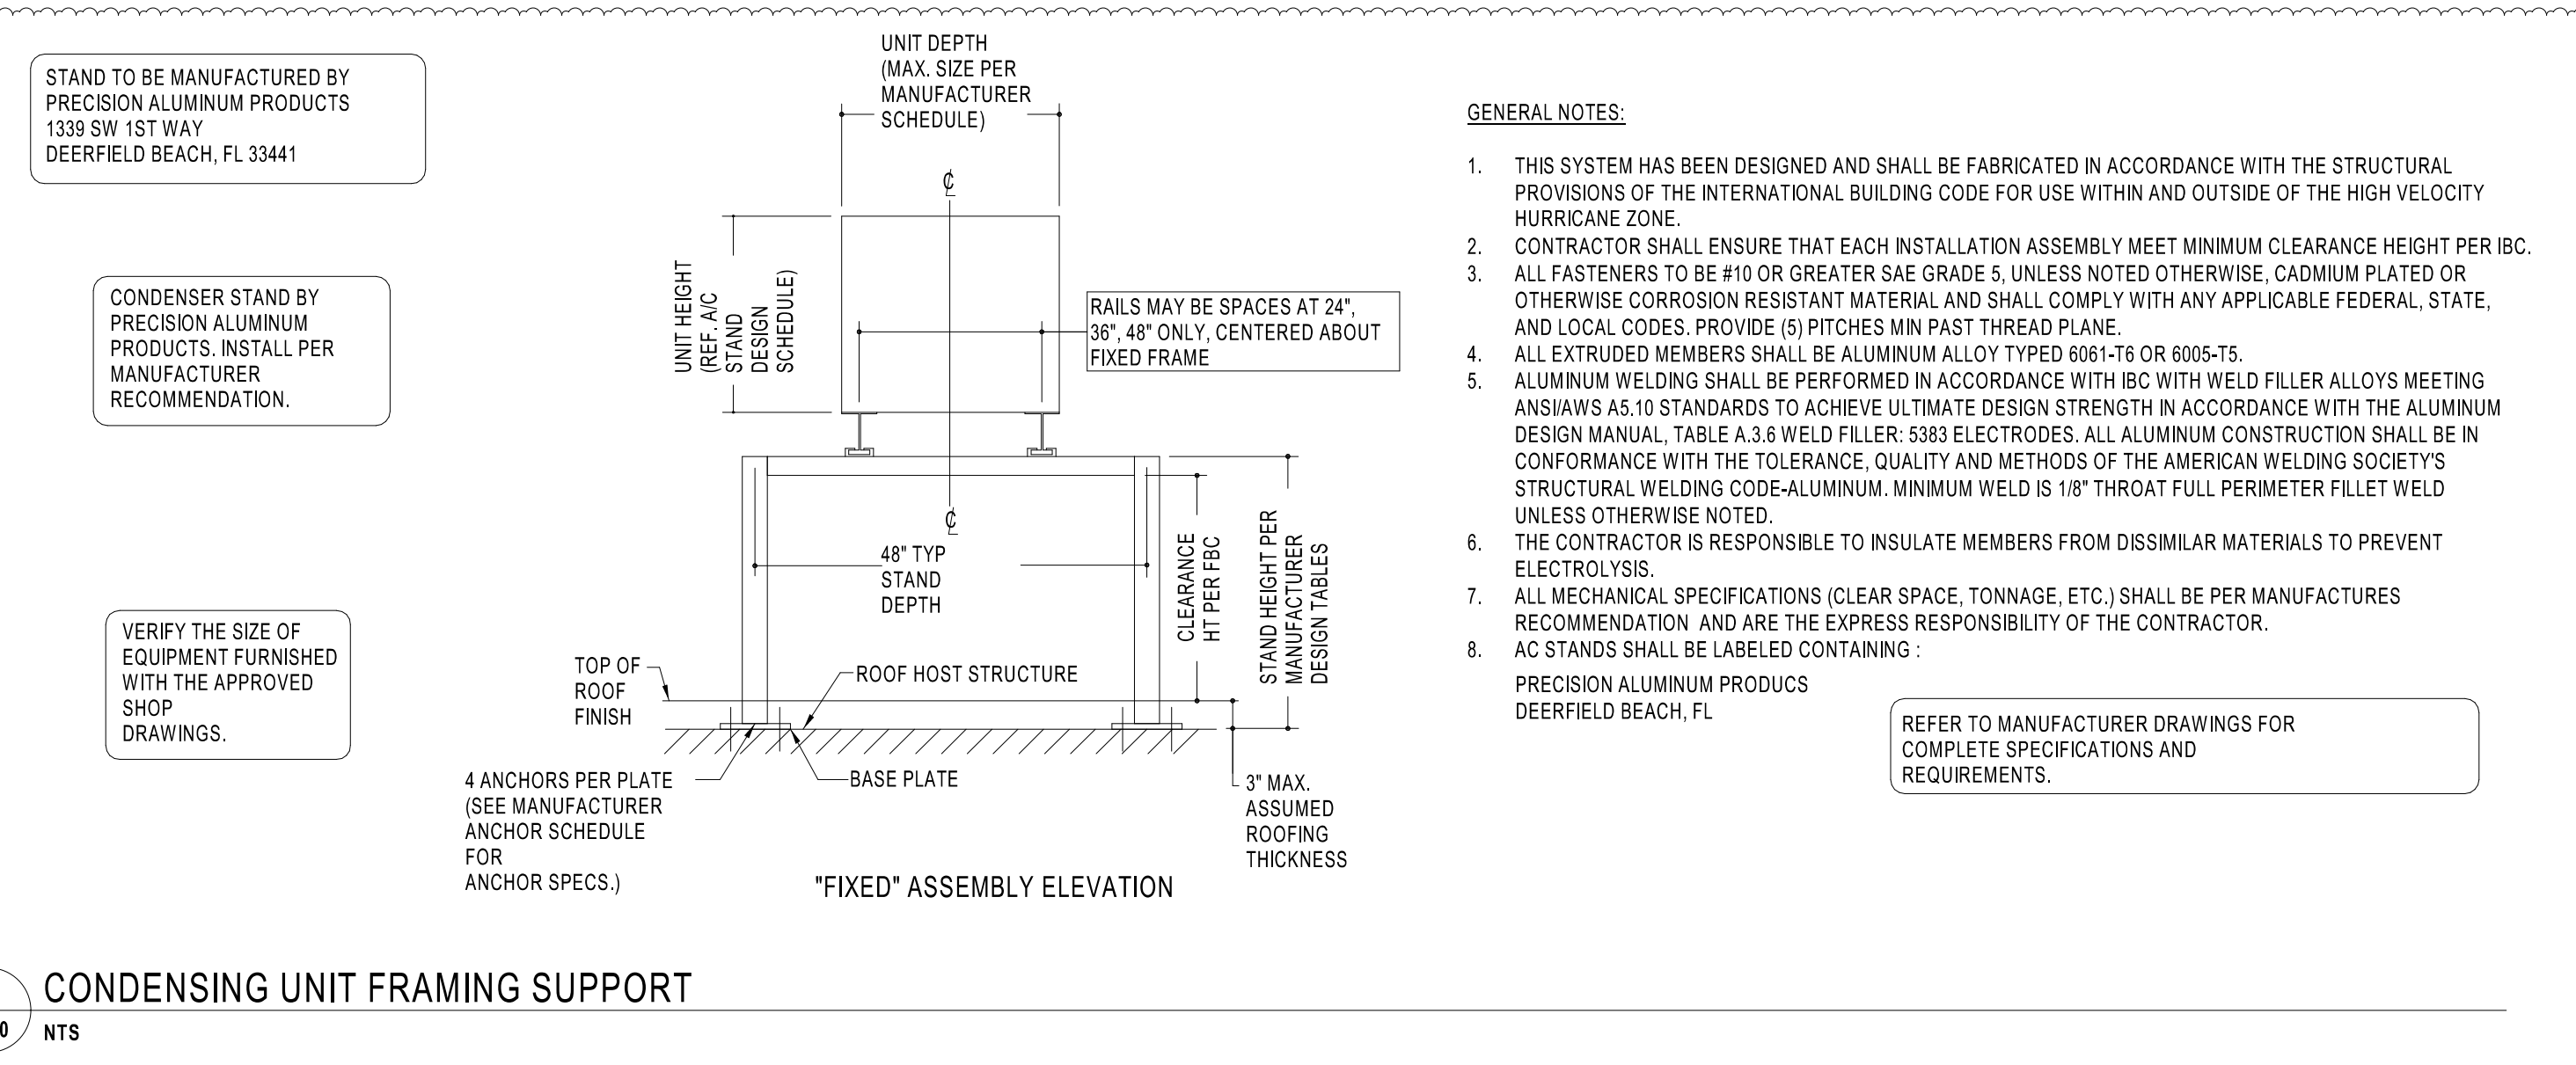 STAND TO BE MANUFACTURED BY
PRECISION ALUMINUM PRODUCTS
1339 SW 1ST WAY
DEERFIELD BEACH, FL 33441
CONDENSER STAND BY
PRECISION ALUMINUM
PRODUCTS. INSTALL PER
MANUFACTURER
RECOMMENDATION.
VERIFY THE SIZE OF
EQUIPMENT FURNISHED
WITH THE APPROVED
SHOP
DRAWINGS.
UNIT DEPTH
(MAX. SIZE PER
MANUFACTURER
SCHEDULE)
℄
UNIT HEIGHT
(REF. A/C
STAND
DESIGN
SCHEDULE)
RAILS MAY BE SPACES AT 24",
36", 48" ONLY, CENTERED ABOUT
FIXED FRAME
℄
48" TYP
STAND
DEPTH
CLEARANCE
HT PER FBC
STAND HEIGHT PER
MANUFACTURER
DESIGN TABLES
TOP OF
ROOF
FINISH
ROOF HOST STRUCTURE
4 ANCHORS PER PLATE
(SEE MANUFACTURER
ANCHOR SCHEDULE
FOR
ANCHOR SPECS.)
BASE PLATE
3" MAX.
ASSUMED
ROOFING
THICKNESS
"FIXED" ASSEMBLY ELEVATION
GENERAL NOTES:
1. THIS SYSTEM HAS BEEN DESIGNED AND SHALL BE FABRICATED IN ACCORDANCE WITH THE STRUCTURAL
PROVISIONS OF THE INTERNATIONAL BUILDING CODE FOR USE WITHIN AND OUTSIDE OF THE HIGH VELOCITY
HURRICANE ZONE.
2. CONTRACTOR SHALL ENSURE THAT EACH INSTALLATION ASSEMBLY MEET MINIMUM CLEARANCE HEIGHT PER IBC.
3. ALL FASTENERS TO BE #10 OR GREATER SAE GRADE 5, UNLESS NOTED OTHERWISE, CADMIUM PLATED OR
OTHERWISE CORROSION RESISTANT MATERIAL AND SHALL COMPLY WITH ANY APPLICABLE FEDERAL, STATE,
AND LOCAL CODES. PROVIDE (5) PITCHES MIN PAST THREAD PLANE.
4. ALL EXTRUDED MEMBERS SHALL BE ALUMINUM ALLOY TYPED 6061-T6 OR 6005-T5.
5. ALUMINUM WELDING SHALL BE PERFORMED IN ACCORDANCE WITH IBC WITH WELD FILLER ALLOYS MEETING
ANSI/AWS A5.10 STANDARDS TO ACHIEVE ULTIMATE DESIGN STRENGTH IN ACCORDANCE WITH THE ALUMINUM
DESIGN MANUAL, TABLE A.3.6 WELD FILLER: 5383 ELECTRODES. ALL ALUMINUM CONSTRUCTION SHALL BE IN
CONFORMANCE WITH THE TOLERANCE, QUALITY AND METHODS OF THE AMERICAN WELDING SOCIETY'S
STRUCTURAL WELDING CODE-ALUMINUM. MINIMUM WELD IS 1/8" THROAT FULL PERIMETER FILLET WELD
UNLESS OTHERWISE NOTED.
6. THE CONTRACTOR IS RESPONSIBLE TO INSULATE MEMBERS FROM DISSIMILAR MATERIALS TO PREVENT
ELECTROLYSIS.
7. ALL MECHANICAL SPECIFICATIONS (CLEAR SPACE, TONNAGE, ETC.) SHALL BE PER MANUFACTURES
RECOMMENDATION AND ARE THE EXPRESS RESPONSIBILITY OF THE CONTRACTOR.
8. AC STANDS SHALL BE LABELED CONTAINING :
PRECISION ALUMINUM PRODUCS
DEERFIELD BEACH, FL
REFER TO MANUFACTURER DRAWINGS FOR
COMPLETE SPECIFICATIONS AND
REQUIREMENTS.
CONDENSING UNIT FRAMING SUPPORT
0 NTS